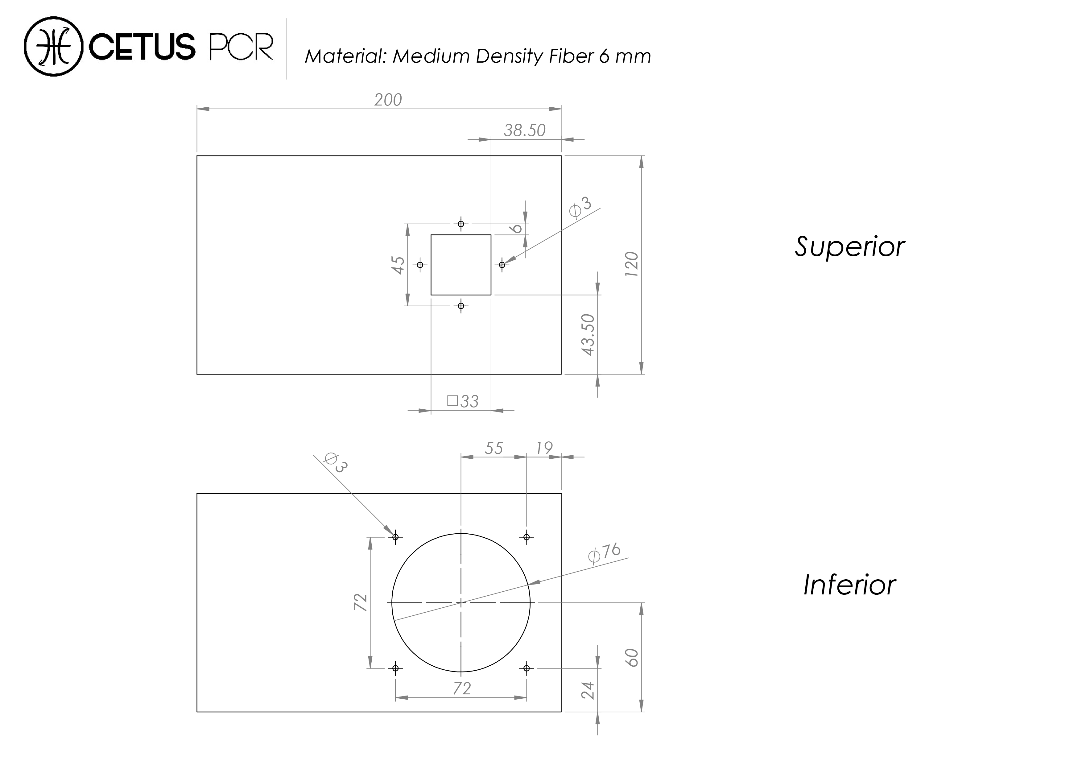 CETUS PCR
Material: Medium Density Fiber 6 mm
200
38.50
Ø3
6
45
120
43.50
□33
Superior
55 19
Ø3
Ø76
72
60
24
72
Inferior